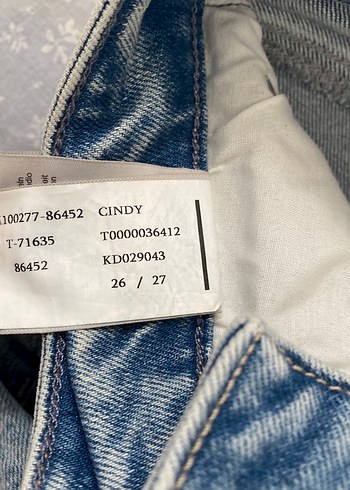 100277-86452 CINDY
T-71635 T0000036412
86452 KD029043
26 / 27